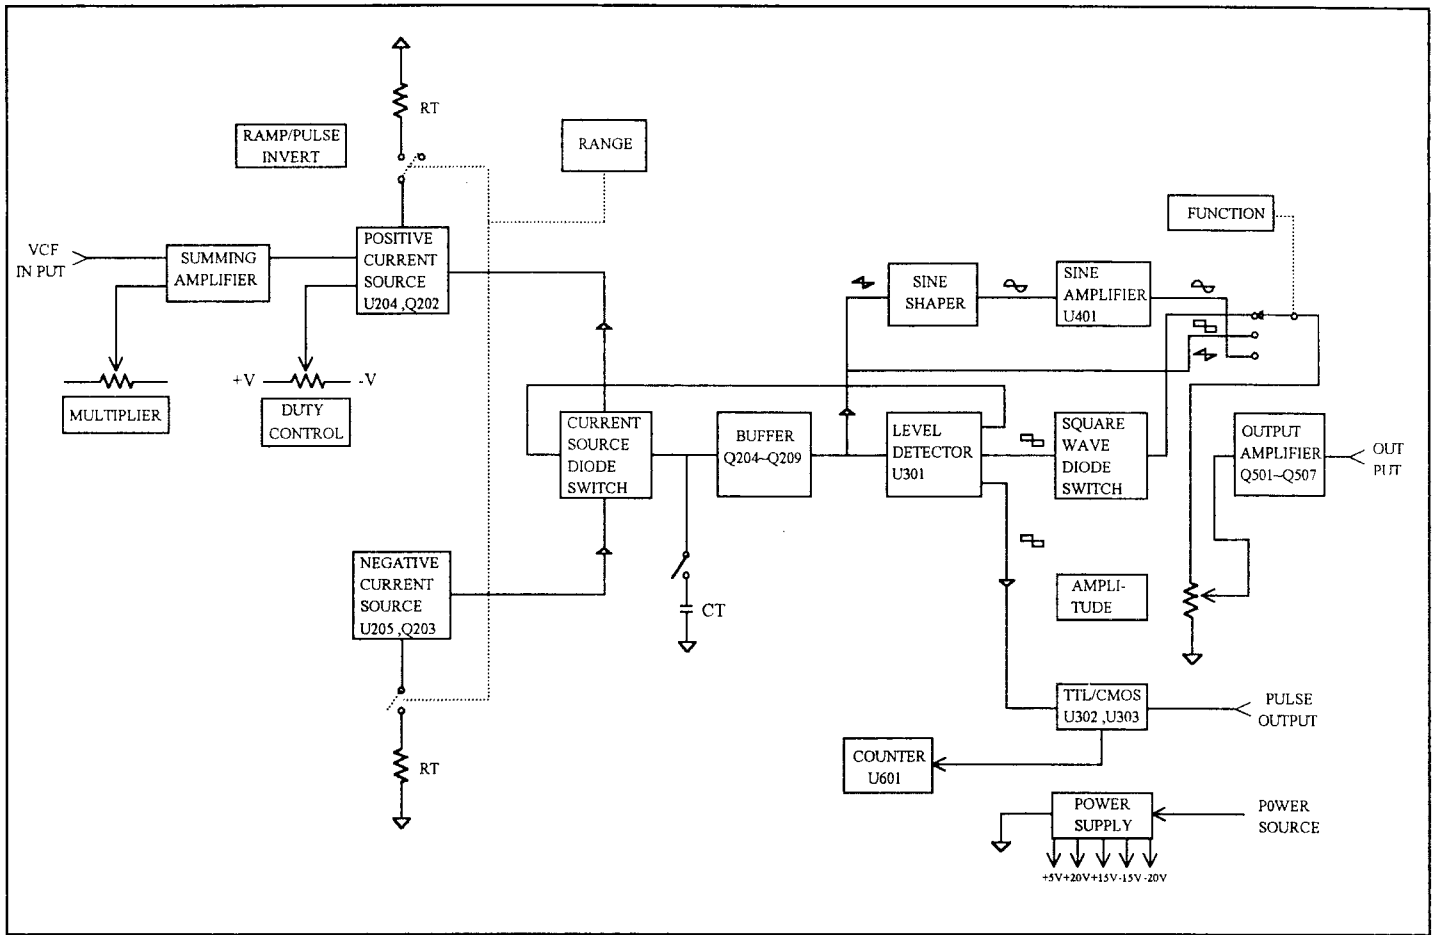 RT
RAMP/PULSE
INVERT
RANGE
FUNCTION
VCF
IN PUT
SUMMING
AMPLIFIER
POSITIVE
CURRENT
SOURCE
U204 ,Q202
SINE
SHAPER
SINE
AMPLIFIER
U401
+V
-V
MULTIPLIER
DUTY
CONTROL
CURRENT
SOURCE
DIODE
SWITCH
BUFFER
Q204~Q209
LEVEL
DETECTOR
U301
SQUARE
WAVE
DIODE
SWITCH
OUTPUT
AMPLIFIER
Q501~Q507
OUT
PUT
NEGATIVE
CURRENT
SOURCE
U205 ,Q203
CT
AMPLI-
TUDE
TTL/CMOS
U302 ,U303
PULSE
OUTPUT
RT
COUNTER
U601
POWER
SUPPLY
P0WER
SOURCE
+5V+20V+15V-15V-20V